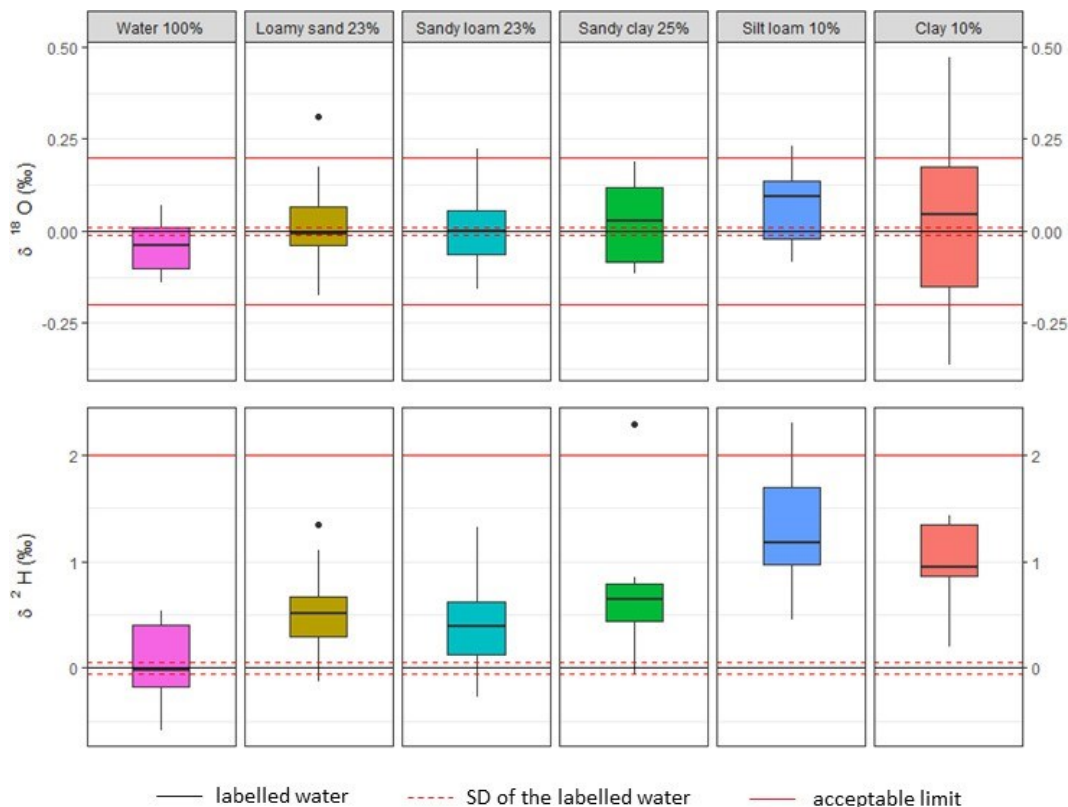 Water 100% Loamy sand 23% Sandy loam 23% Sandy clay 25% Silt loam 10% Clay 10%
0.50 0.50
0.25 0.25
0.00 0.00
-0.25 -0.25
δ ¹⁸ O (‰)
2 2
1 1
0 0
δ ² H (‰)
labelled water SD of the labelled water acceptable limit